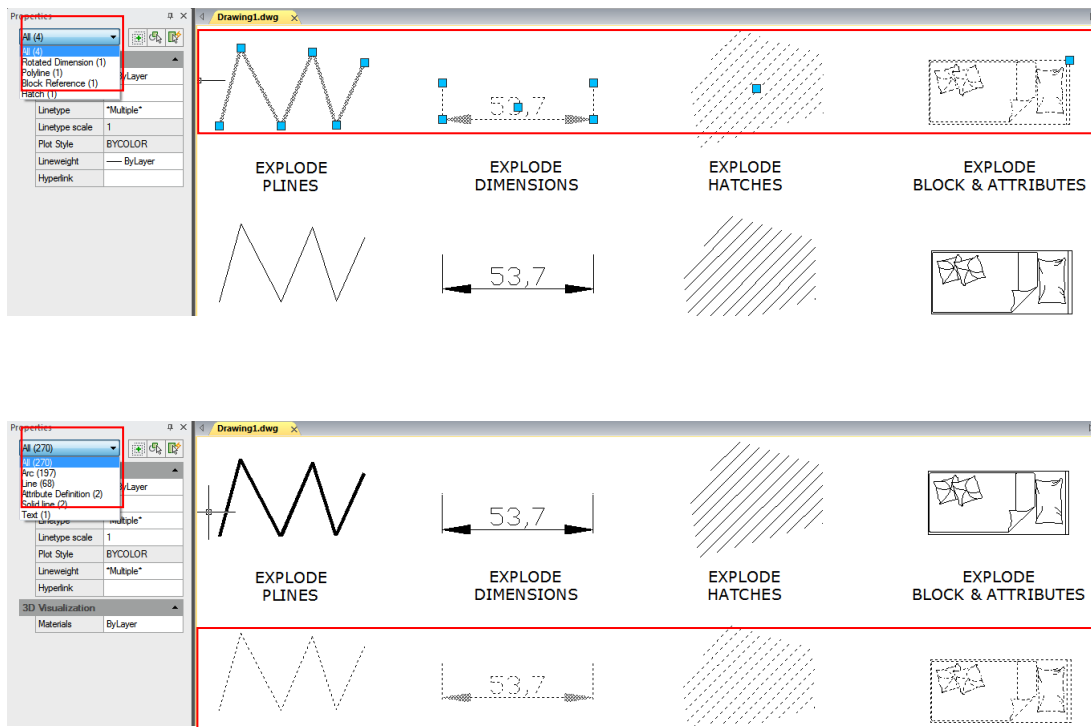 Properties
Drawing1.dwg
All (4)
All (4)
Rotated Dimension (1)
Polyline (1)
ByLayer
Block Reference (1)
Hatch (1)
Linetype *Multiple*
Linetype scale 1
Plot Style BYCOLOR
Lineweight ByLayer
Hyperlink
53,7
EXPLODE
PLINES
EXPLODE
DIMENSIONS
EXPLODE
HATCHES
EXPLODE
BLOCK & ATTRIBUTES
53,7
Properties
Drawing1.dwg
All (270)
All (270)
Arc (197)
Line (68)
ByLayer
Attribute Definition (2)
Solid line (2)
Text (1)
Linetype *Multiple*
Linetype scale 1
Plot Style BYCOLOR
Lineweight *Multiple*
Hyperlink
3D Visualization
Materials ByLayer
53,7
EXPLODE
PLINES
EXPLODE
DIMENSIONS
EXPLODE
HATCHES
EXPLODE
BLOCK & ATTRIBUTES
53,7